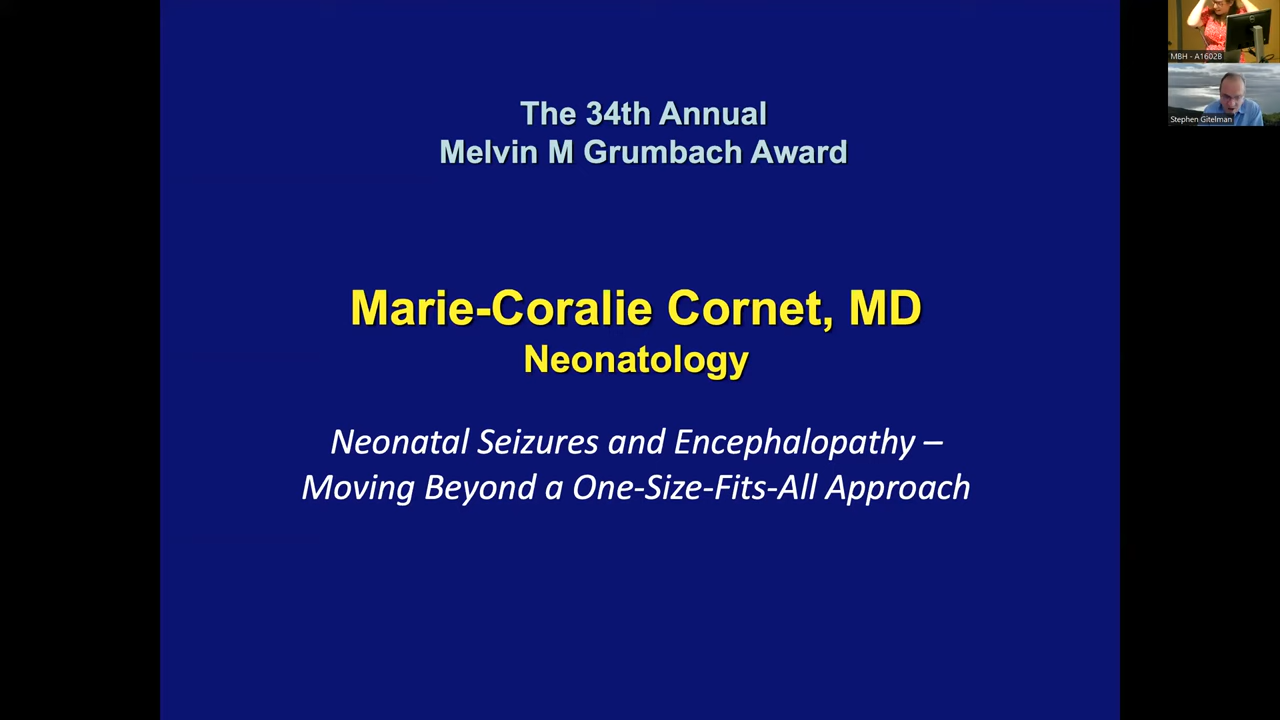 The 34th Annual
Melvin M Grumbach Award
Marie-Coralie Cornet, MD
Neonatology
Neonatal Seizures and Encephalopathy –
Moving Beyond a One-Size-Fits-All Approach
MBH - A1602B
Stephen Gitelman